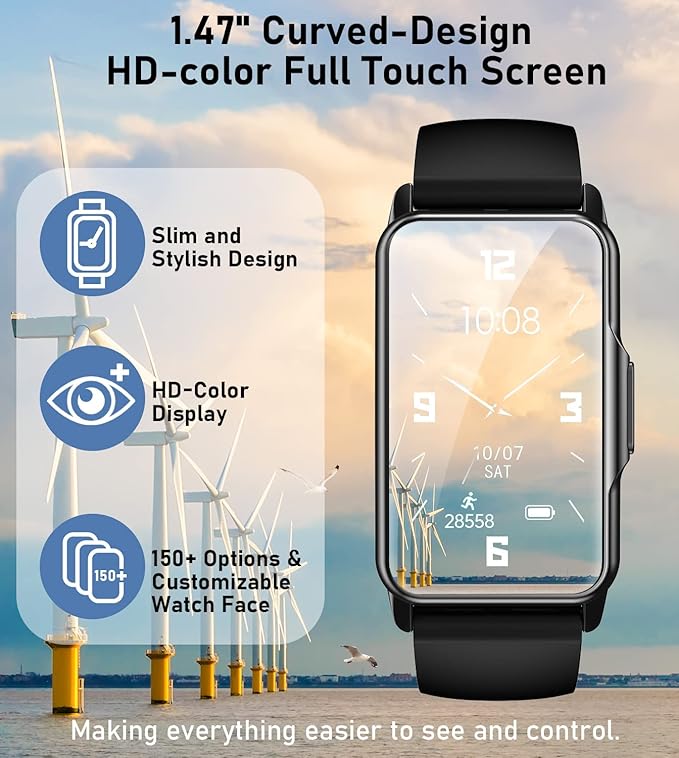 1.47" Curved-Design
HD-color Full Touch Screen
Slim and
Stylish Design
HD-Color
Display
150+
150+ Options &
Customizable
Watch Face
12
10:08
9
3
10/07
SAT
28558
6
Making everything easier to see and control.